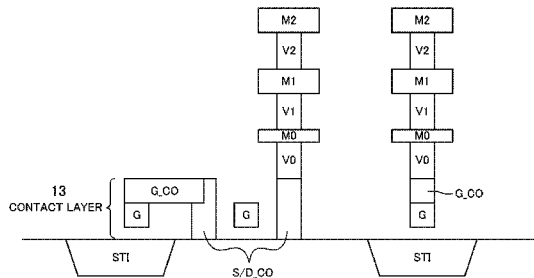 M2 M2
V2 V2
M1 M1
V1 V1
M0 M0
V0 V0
13
CONTACT LAYER
G_CO G_CO
G G G
STI STI
S/D_CO